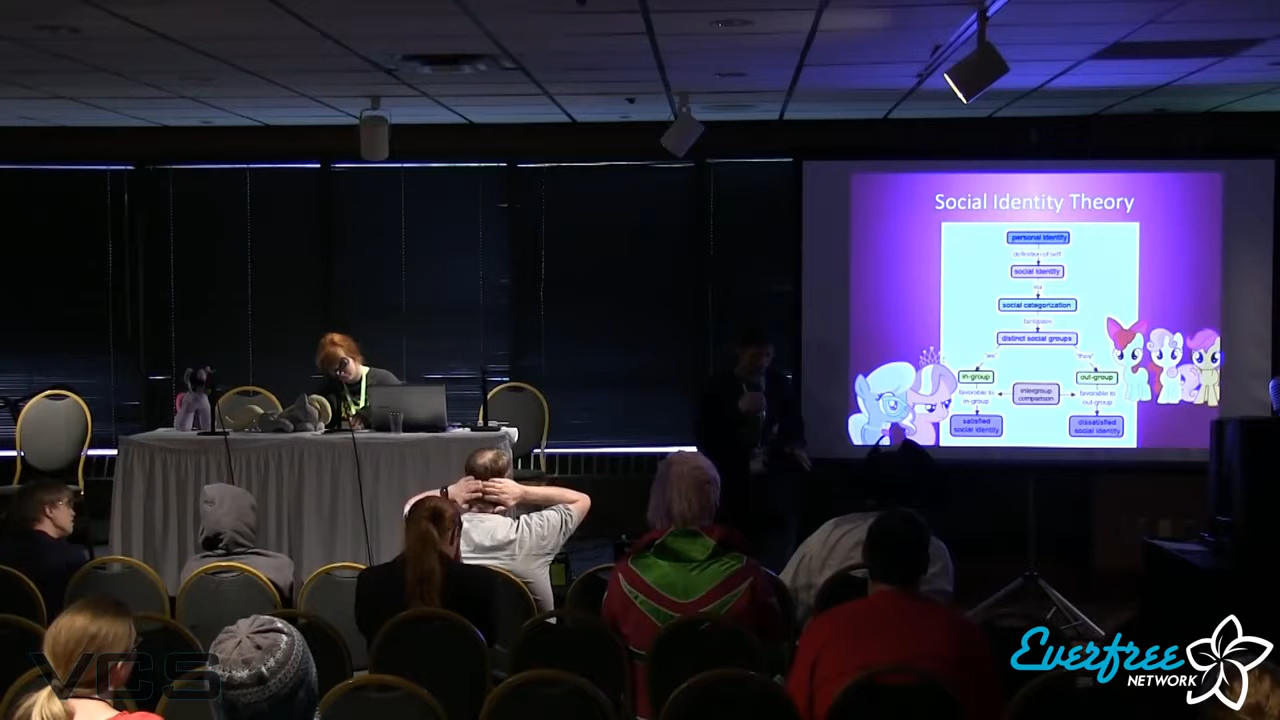 Social Identity Theory
personal identity
definition of self
social identity
via
social categorization
distinct social groups
"we"
"they"
in-group
out-group
favorable to
in-group
intergroup
comparison
favorable to
out-group
satisfied
social identity
dissatisfied
social identity
VCS
Everfree
NETWORK